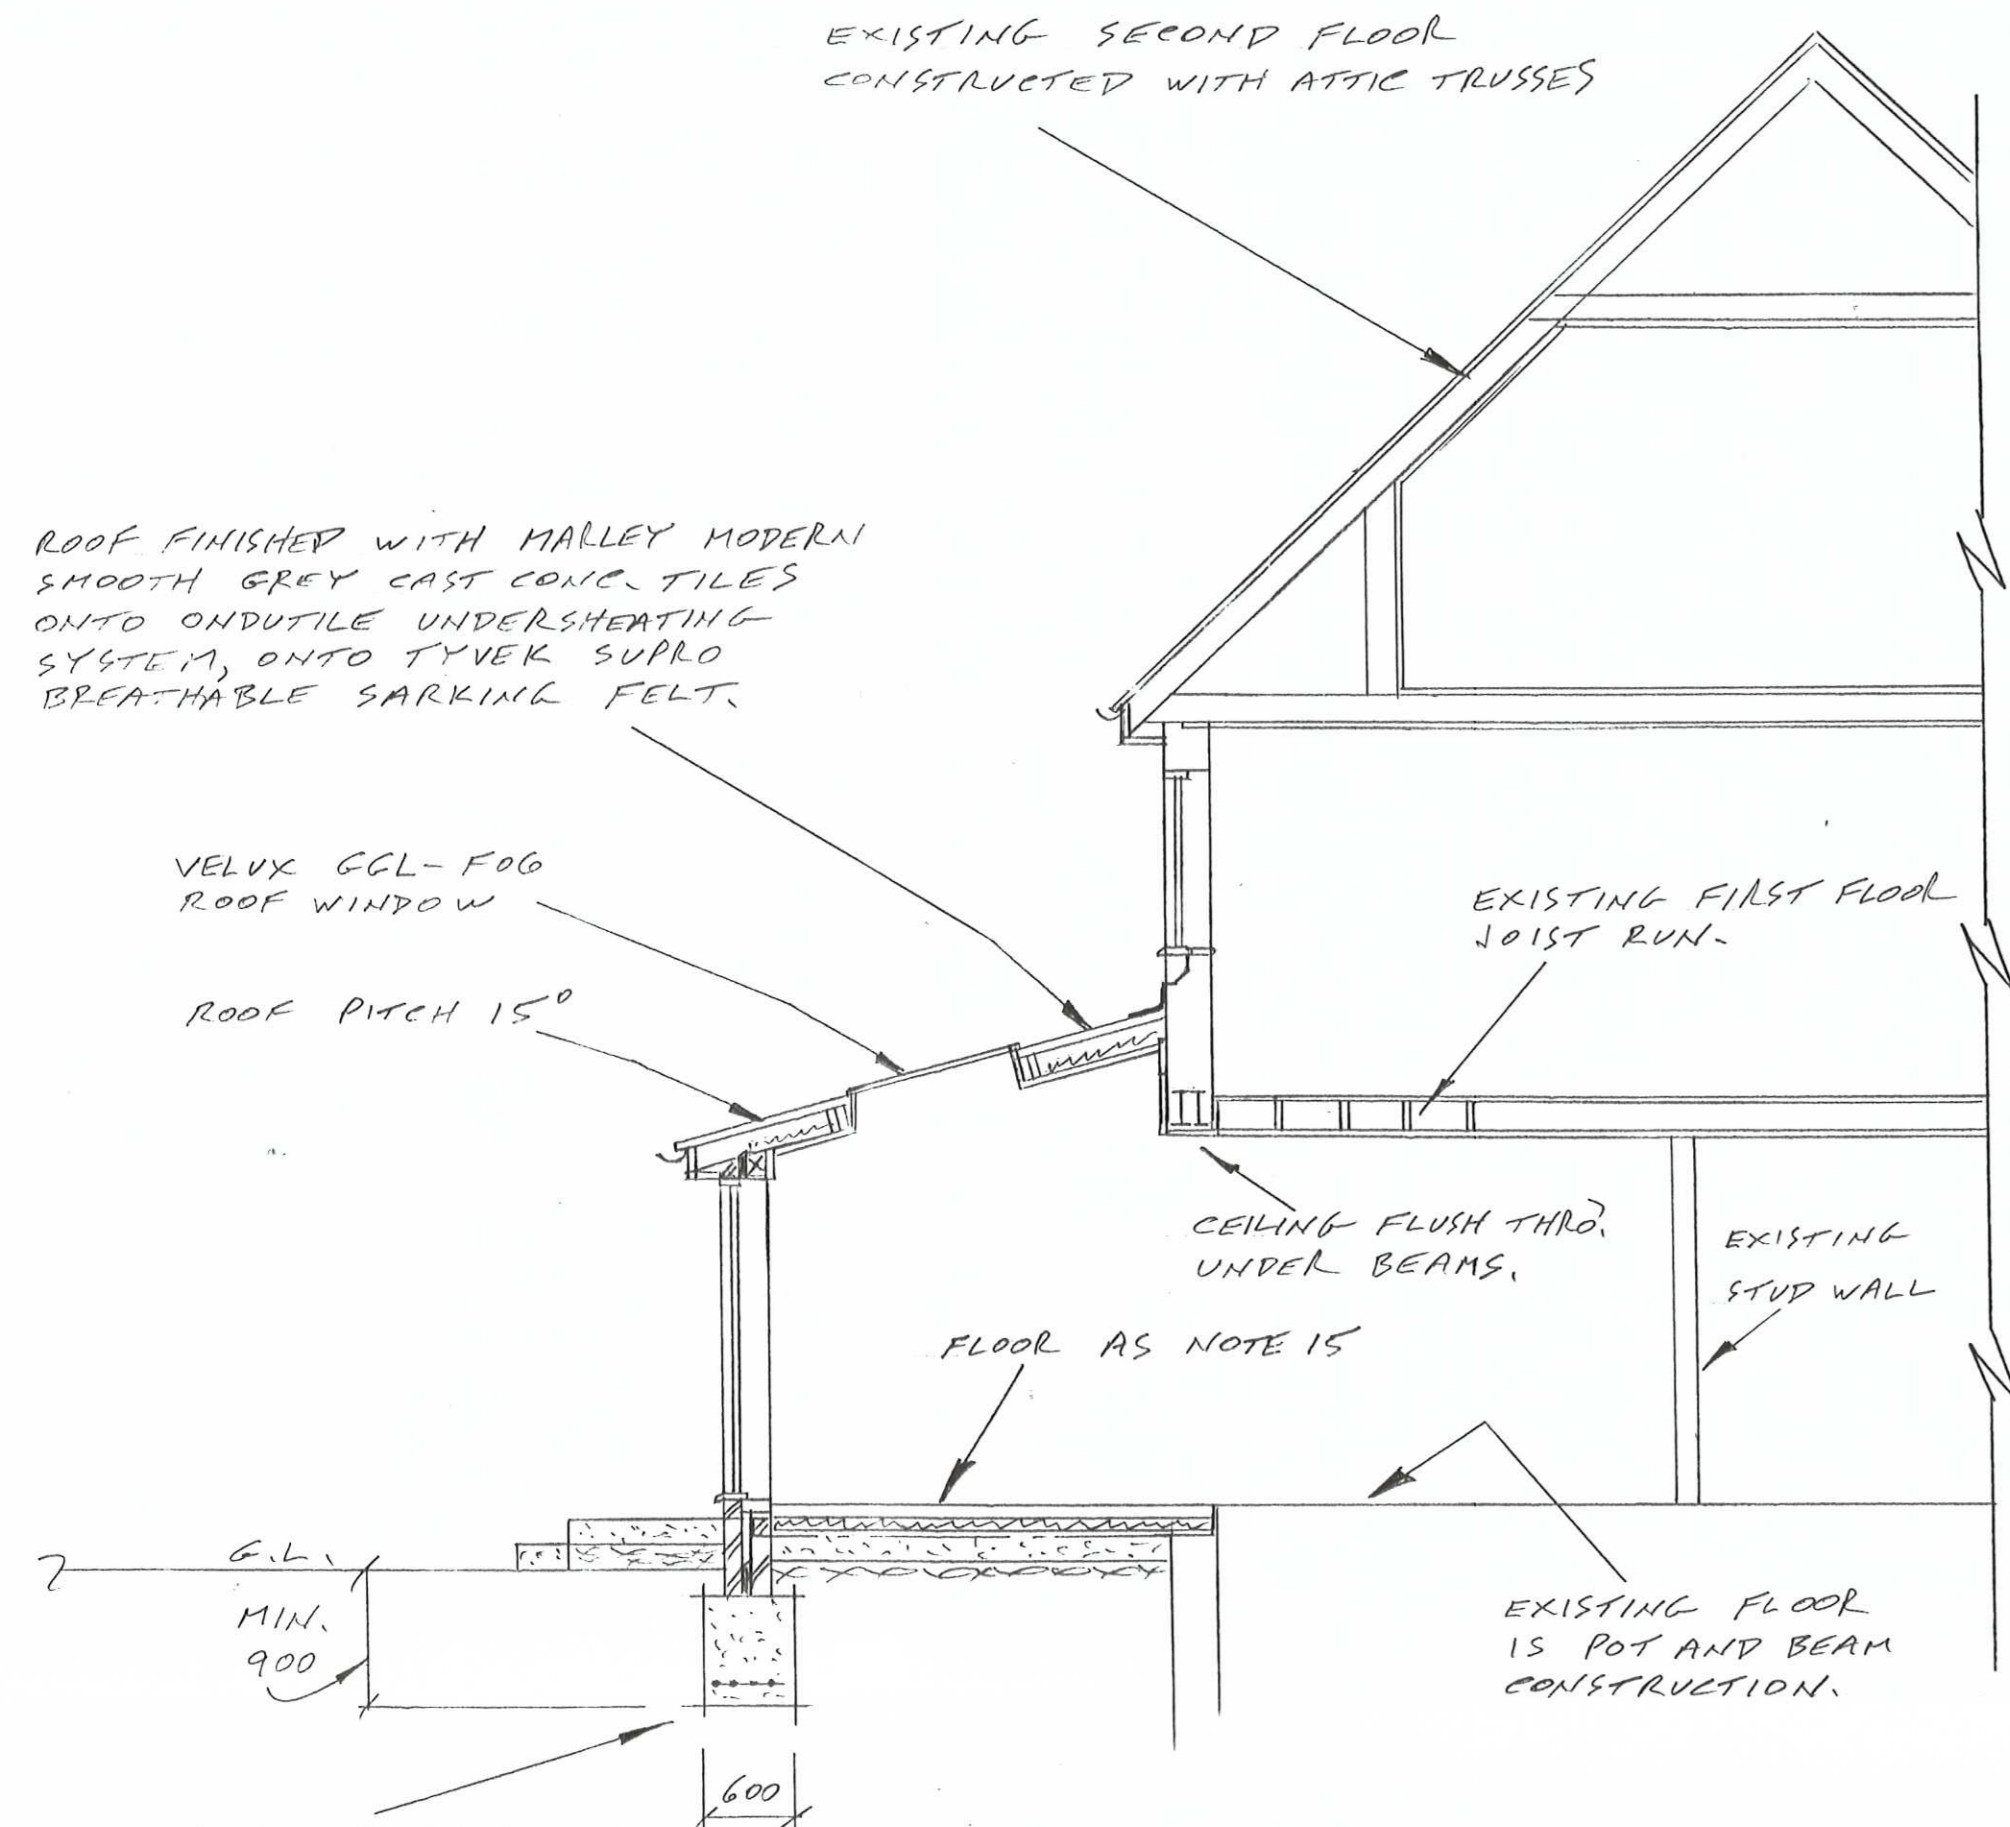 EXISTING SECOND FLOOR
CONSTRUCTED WITH ATTIC TRUSSES
ROOF FINISHED WITH MARLEY MODERN
SMOOTH GREY CAST CONC. TILES
ONTO ONDUTILE UNDERSHEATING
SYSTEM, ONTO TYVEK SUPRO
BREATHABLE SARKING FELT.
VELUX GGL-F06
ROOF WINDOW
ROOF PITCH 15°
EXISTING FIRST FLOOR
JOIST RUN.
CEILING FLUSH THRO'.
UNDER BEAMS.
EXISTING
STUD WALL
FLOOR AS NOTE 15
G.L.
MIN.
900
EXISTING FLOOR
IS POT AND BEAM
CONSTRUCTION.
600